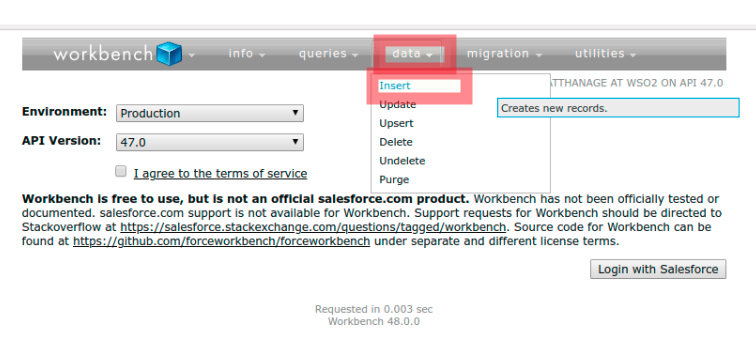 workbench info queries data migration utilities
ATTHANAGE AT WSO2 ON API 47.0
Insert
Update
Upsert
Delete
Undelete
Purge
Creates new records.
Environment: Production
API Version: 47.0
I agree to the terms of service
Workbench is free to use, but is not an official salesforce.com product. Workbench has not been officially tested or
documented. salesforce.com support is not available for Workbench. Support requests for Workbench should be directed to
Stackoverflow at https://salesforce.stackexchange.com/questions/tagged/workbench. Source code for Workbench can be
found at https://github.com/forceworkbench/forceworkbench under separate and different license terms.
Login with Salesforce
Requested in 0.003 sec
Workbench 48.0.0